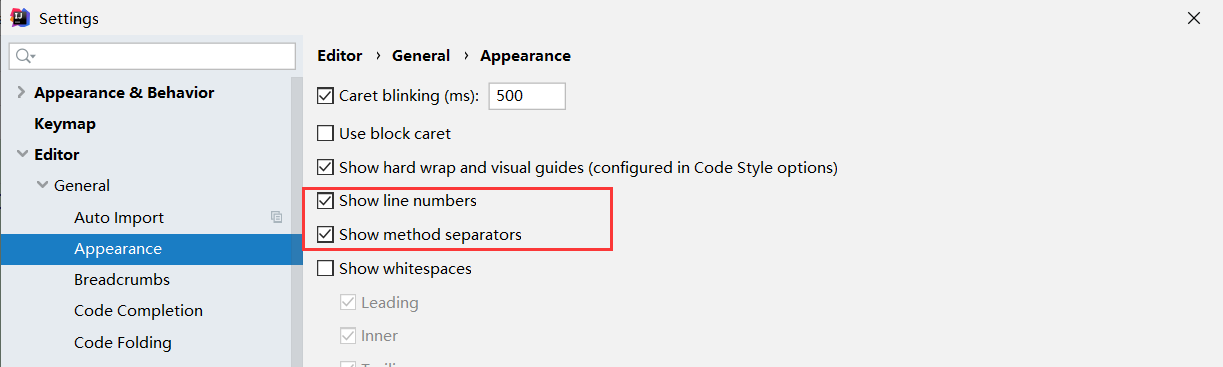 Settings
Appearance & Behavior
Keymap
Editor
General
Auto Import
Appearance
Breadcrumbs
Code Completion
Code Folding
Editor › General › Appearance
Caret blinking (ms): 500
Use block caret
Show hard wrap and visual guides (configured in Code Style options)
Show line numbers
Show method separators
Show whitespaces
Leading
Inner